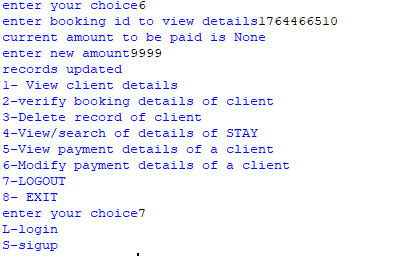 enter your choice6
enter booking id to view details1764466510
current amount to be paid is None
enter new amount9999
records updated
1- View client details
2-verify booking details of client
3-Delete record of client
4-View/search of details of STAY
5-View payment details of a client
6-Modify payment details of a client
7-LOGOUT
8- EXIT
enter your choice7
L-login
S-sigup